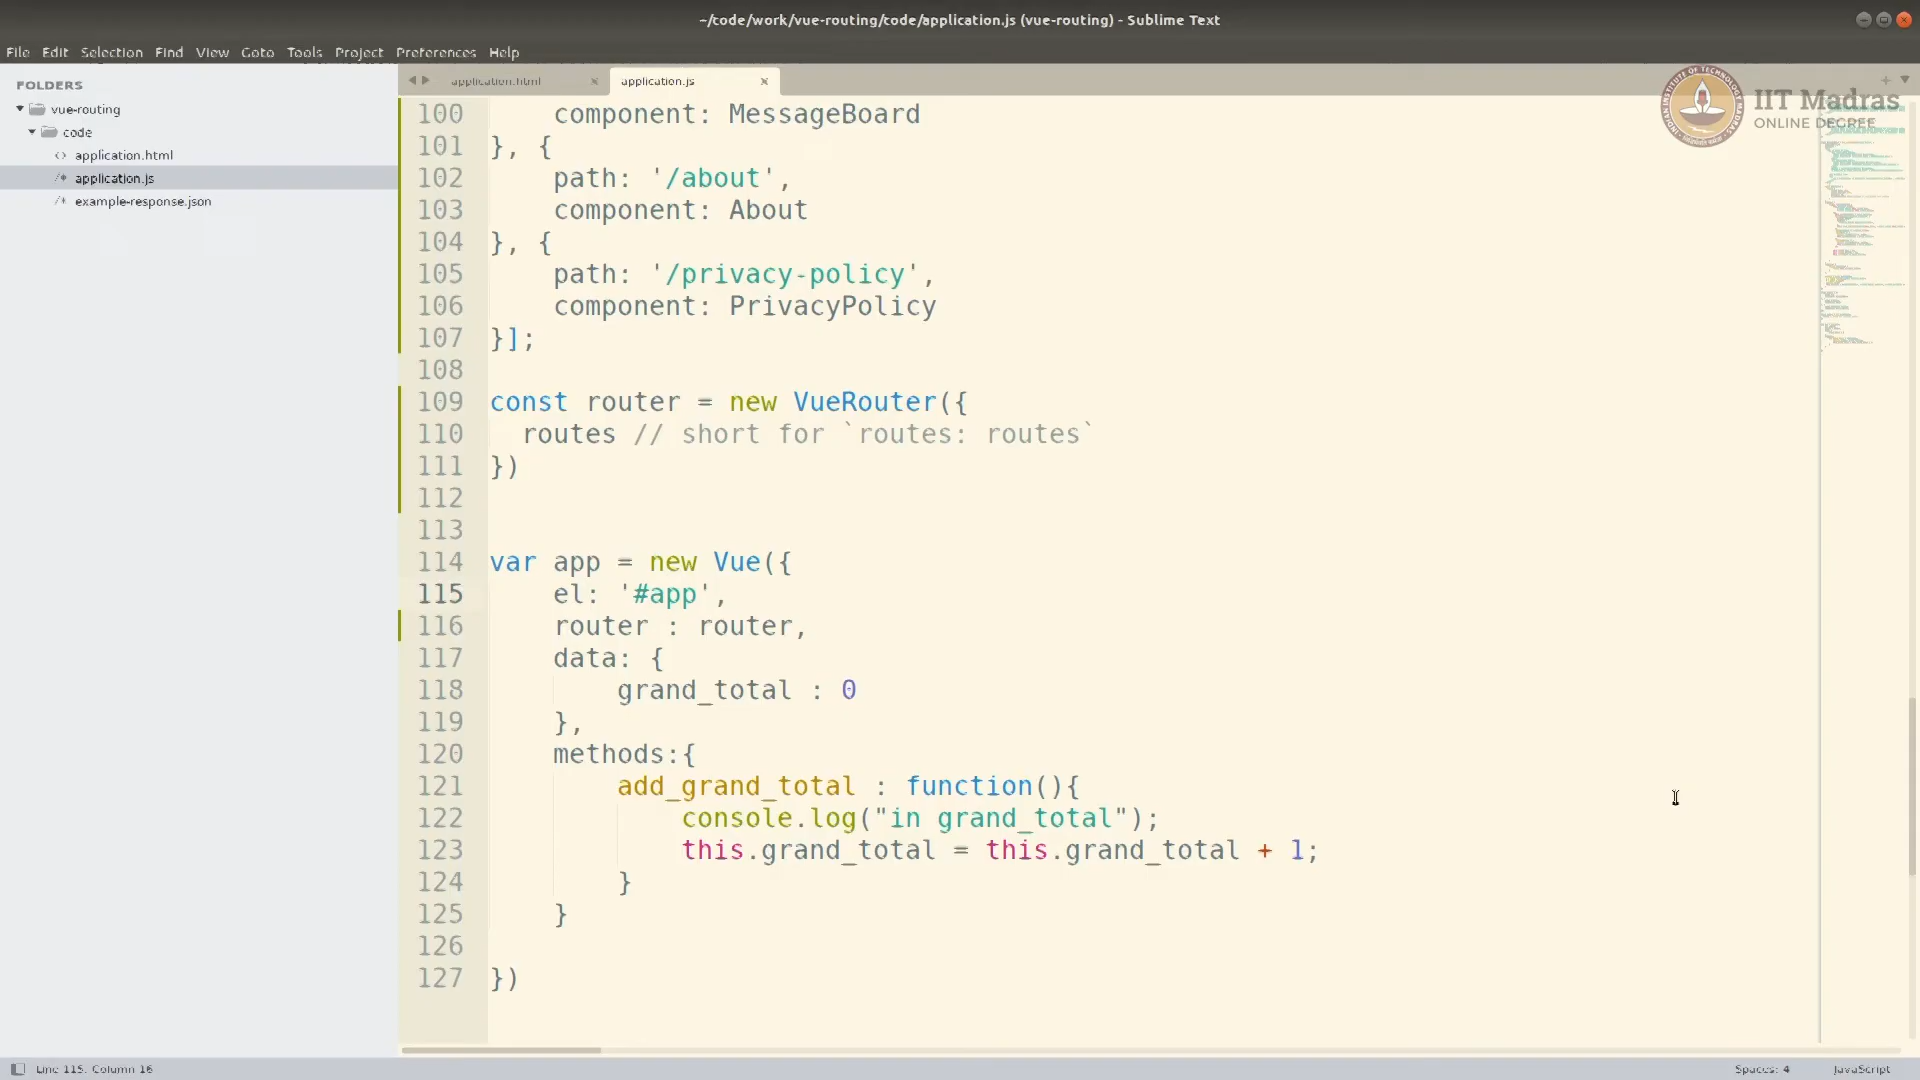 ~/code/work/vue-routing/code/application.js (vue-routing) - Sublime Text
File Edit Selection Find View Goto Tools Project Preferences Help
FOLDERS
vue-routing
code
application.html
application.js
example-response.json
application.html
application.js
IIT Madras
ONLINE DEGREE
INDIAN INSTITUTE OF TECHNOLOGY MADRAS
100 component: MessageBoard
101 }, {
102 path: '/about',
103 component: About
104 }, {
105 path: '/privacy-policy',
106 component: PrivacyPolicy
107 }];
108
109 const router = new VueRouter({
110 routes // short for `routes: routes`
111 })
112
113
114 var app = new Vue({
115 el: '#app',
116 router : router,
117 data: {
118 grand_total : 0
119 },
120 methods:{
121 add_grand_total : function(){
122 console.log("in grand_total");
123 this.grand_total = this.grand_total + 1;
124 }
125 }
126
127 })
Line 115, Column 16
Spaces: 4
JavaScript